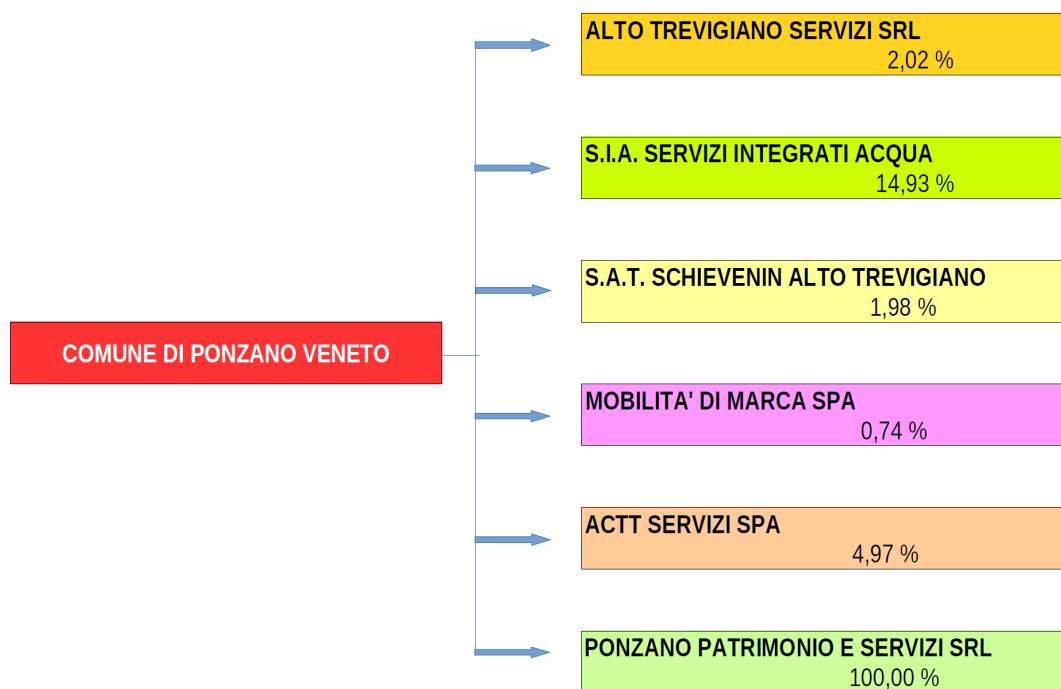 ALTO TREVIGIANO SERVIZI SRL
2,02 %
S.I.A. SERVIZI INTEGRATI ACQUA
14,93 %
S.A.T. SCHIEVENIN ALTO TREVIGIANO
1,98 %
COMUNE DI PONZANO VENETO
MOBILITA' DI MARCA SPA
0,74 %
ACTT SERVIZI SPA
4,97 %
PONZANO PATRIMONIO E SERVIZI SRL
100,00 %